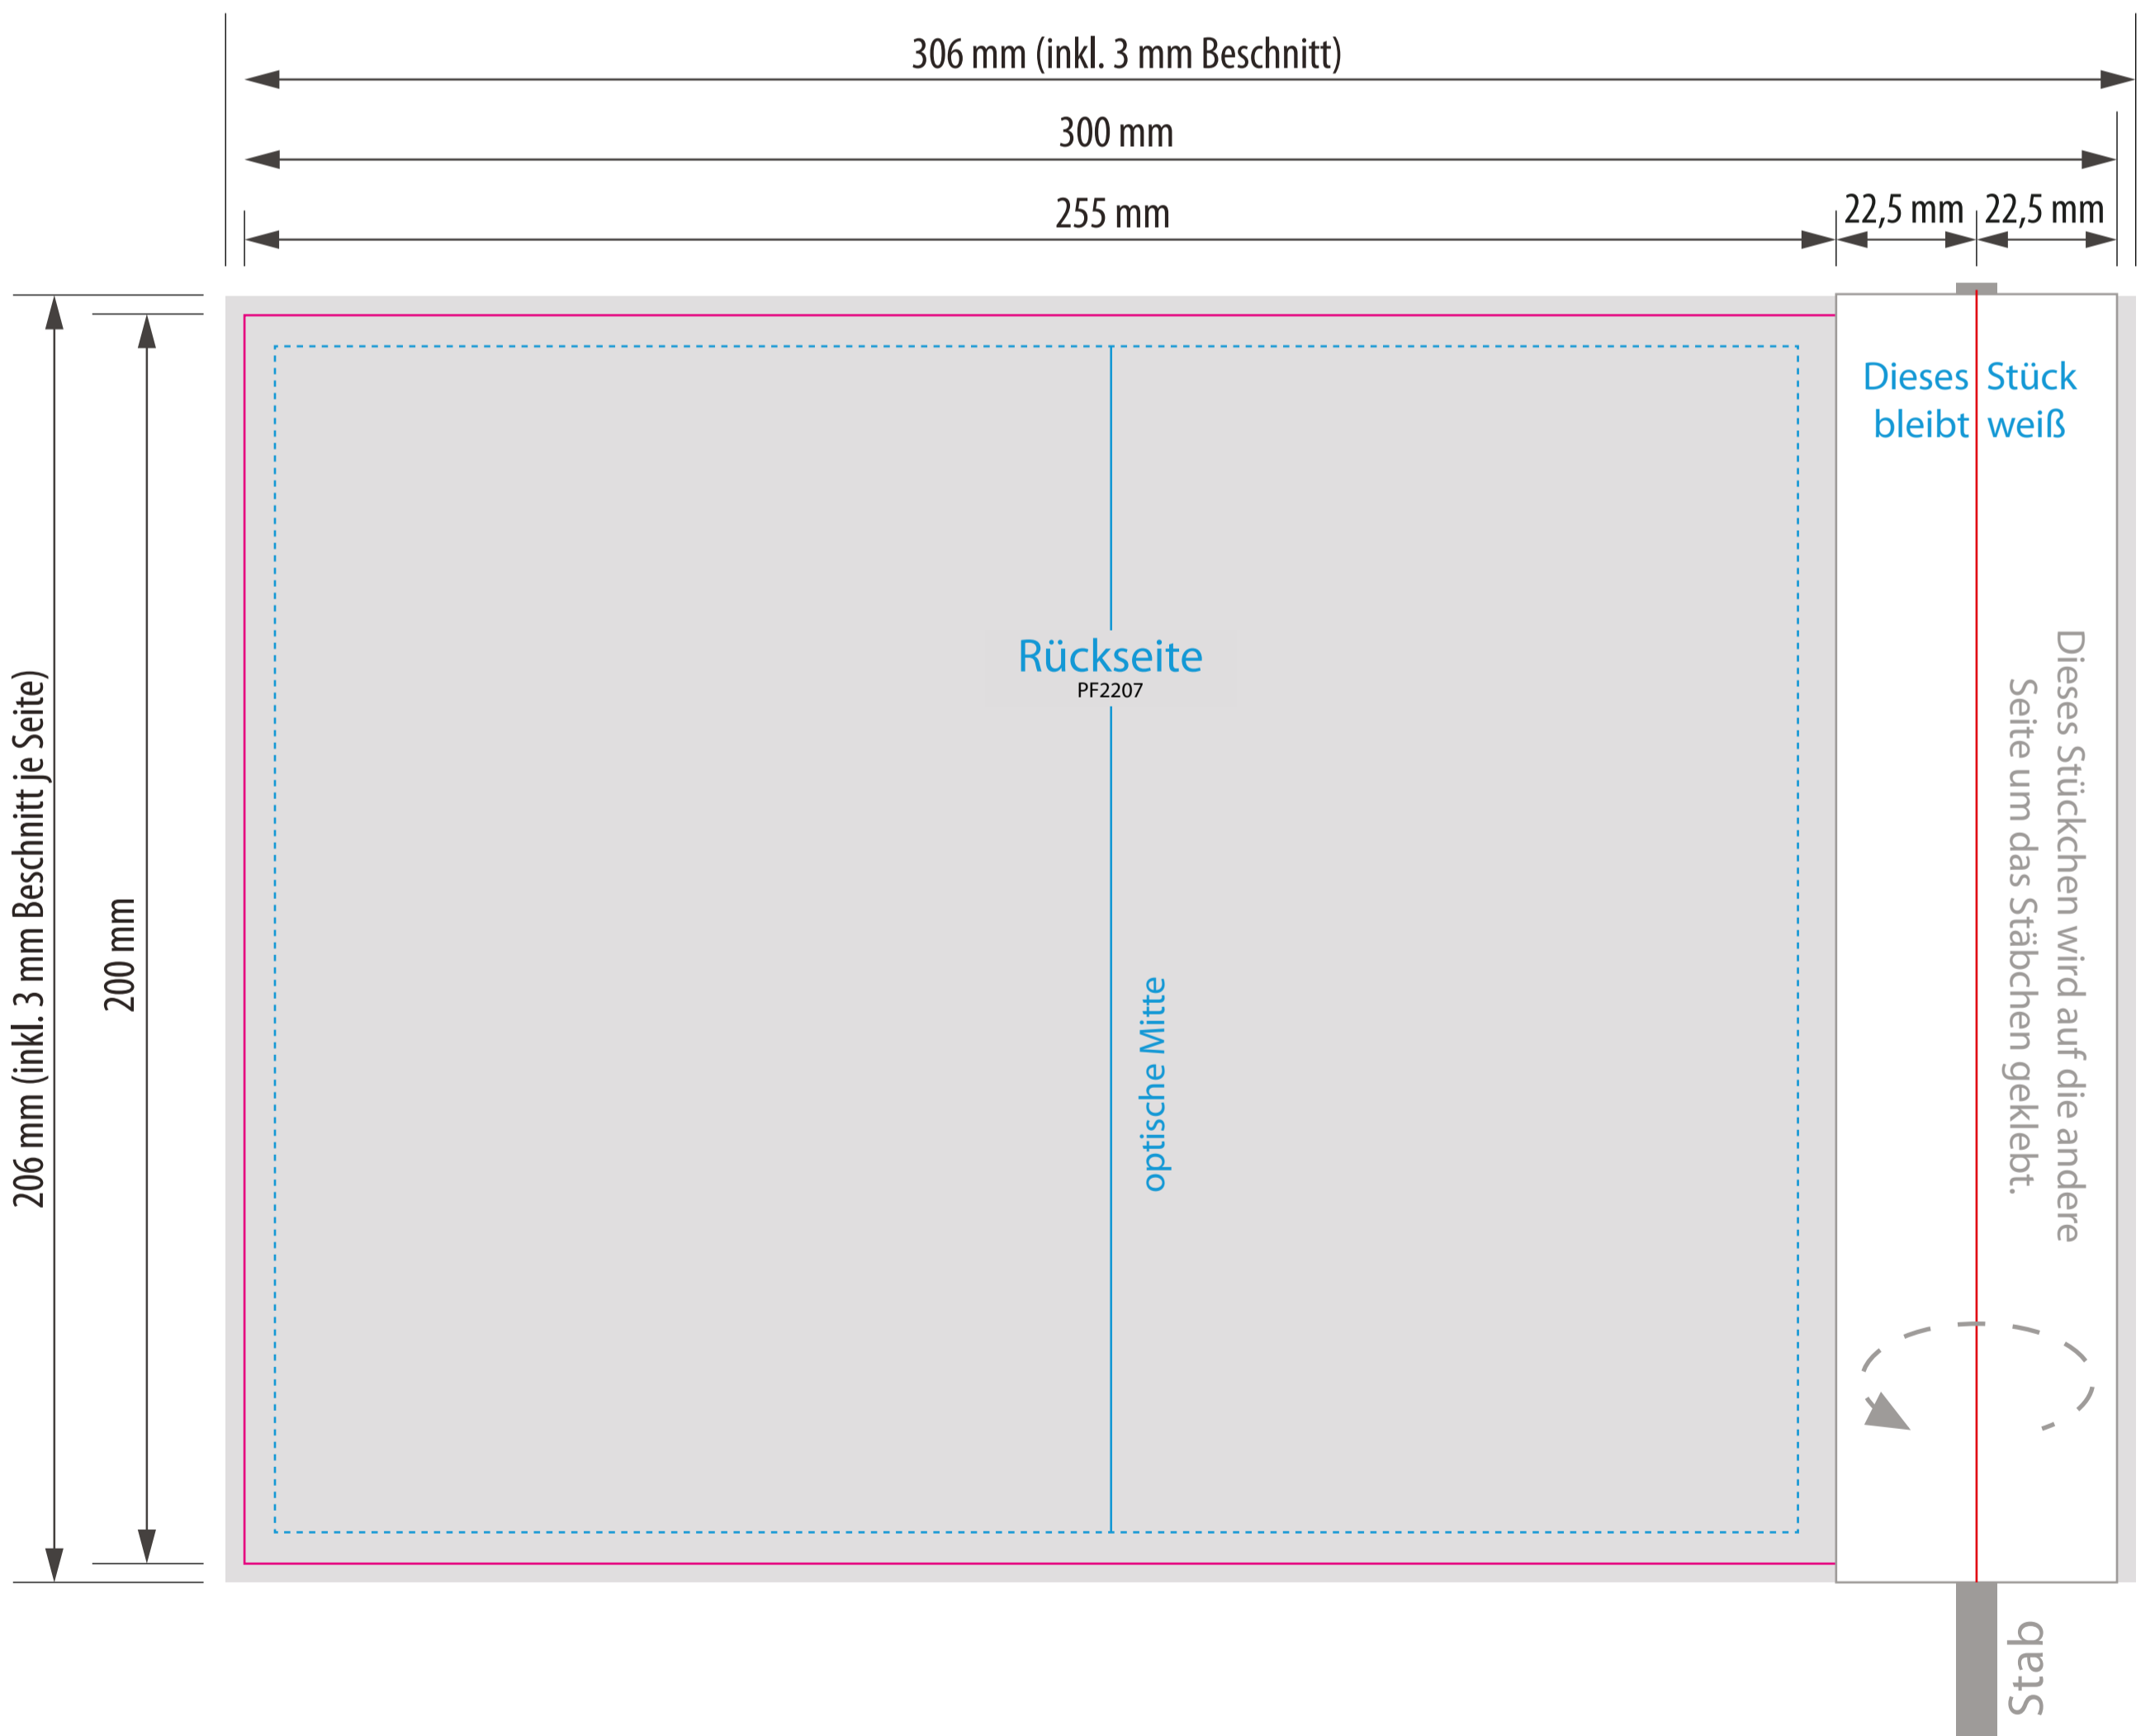 306 mm (inkl. 3 mm Beschnitt)
300 mm
255 mm
22,5 mm
22,5 mm
Dieses Stück
bleibt weiß
206 mm (inkl. 3 mm Beschnitt je Seite)
200 mm
Rückseite
PF2207
optische Mitte
Dieses Stückchen wird auf die andere
Seite um das Stäbchen geklebt.
Stab